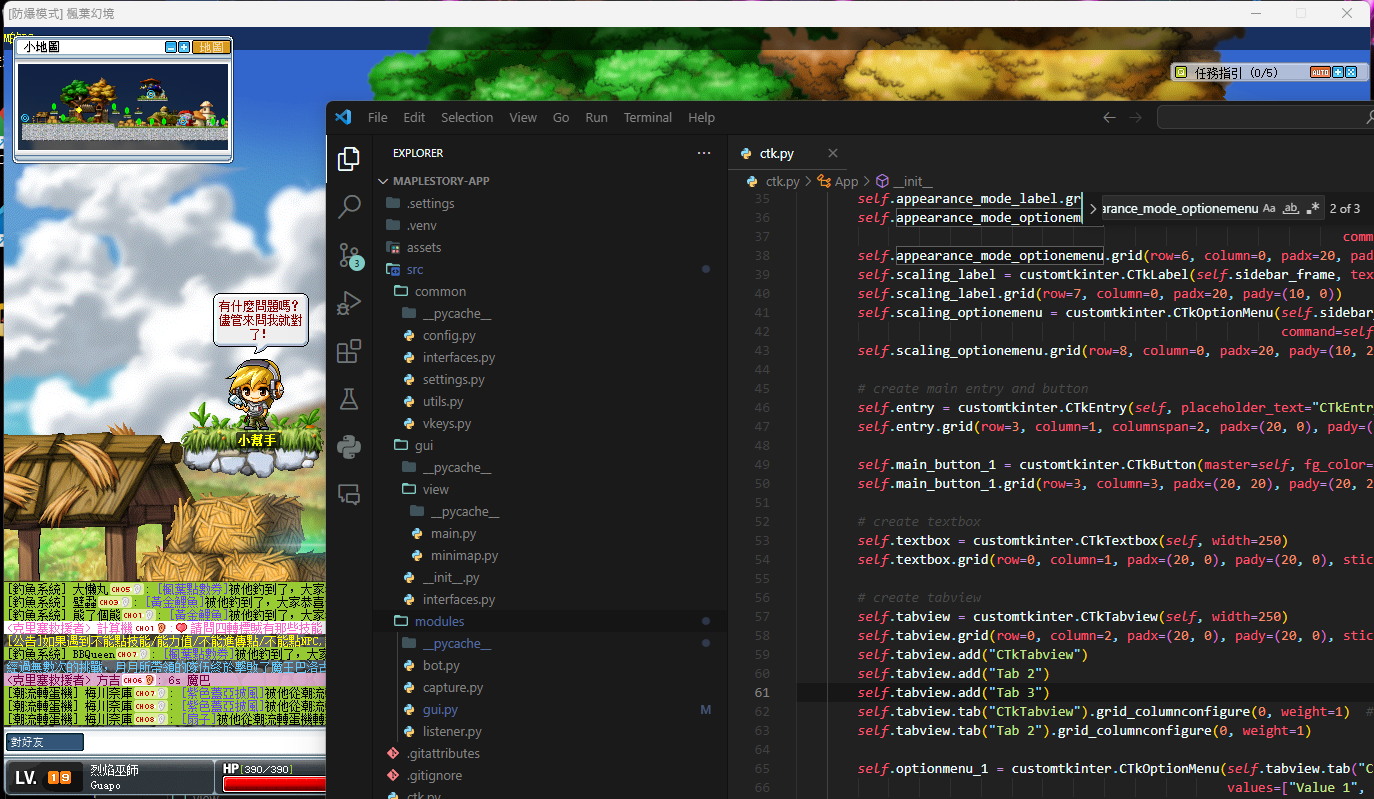 [防爆模式] 楓葉幻境
小地圖
地圖
任務指引 (0/5)
AUTO
有什麼問題嗎?
儘管來問我就對
了!
小幫手
[釣魚系統] 大懶丸 CH05 : [楓葉點數券]被他釣到了，大家
[釣魚系統] 壁蝨 CH03 : [黃金鯉魚]被他釣到了，大家恭喜
[釣魚系統] 熊了個熊 CH01 : [黃金鯉魚]被他釣到了，大家
<克里塞救援者> 計算機 CH01 : 請問四轉標賊有那些技能
[公告]如果遇到不能點技能/能力值/不能進傳點/不能點NPC
[釣魚系統] BBQueen CH07 : [楓葉點數券]被他釣到了，大
經過無數次的挑戰，月月所帶領的隊伍終於擊敗了魔王巴洛古
<克里塞救援者> 方吉 CH06 : 6s 魔巴
[潮流轉蛋機] 梅川奈庫 CH07 : [紫色蓋亞披風]被他從潮流
[潮流轉蛋機] 梅川奈庫 CH08 : [紫色蓋亞披風]被他從潮流
[潮流轉蛋機] 梅川奈庫 CH08 : [扇子]被他從潮流轉蛋機轉
對好友
LV. 19
烈焰巫師
Guapo
HP[390/390]
File Edit Selection View Go Run Terminal Help
EXPLORER
MAPLESTORY-APP
.settings
.venv
assets
src
common
__pycache__
config.py
interfaces.py
settings.py
utils.py
vkeys.py
gui
__pycache__
view
__pycache__
main.py
minimap.py
__init__.py
interfaces.py
modules
__pycache__
bot.py
capture.py
gui.py M
listener.py
.gitattributes
.gitignore
ctk.py
3
ctk.py
ctk.py > App > __init__
arance_mode_optionemenu Aa ab .* 2 of 3
35 self.appearance_mode_label.gr
36 self.appearance_mode_optionem
37 comm
38 self.appearance_mode_optionemenu.grid(row=6, column=0, padx=20, pad
39 self.scaling_label = customtkinter.CTkLabel(self.sidebar_frame, tex
40 self.scaling_label.grid(row=7, column=0, padx=20, pady=(10, 0))
41 self.scaling_optionemenu = customtkinter.CTkOptionMenu(self.sidebar_
42 command=self
43 self.scaling_optionemenu.grid(row=8, column=0, padx=20, pady=(10, 2
44
45 # create main entry and button
46 self.entry = customtkinter.CTkEntry(self, placeholder_text="CTkEntr
47 self.entry.grid(row=3, column=1, columnspan=2, padx=(20, 0), pady=(
48
49 self.main_button_1 = customtkinter.CTkButton(master=self, fg_color=
50 self.main_button_1.grid(row=3, column=3, padx=(20, 20), pady=(20, 2
51
52 # create textbox
53 self.textbox = customtkinter.CTkTextbox(self, width=250)
54 self.textbox.grid(row=0, column=1, padx=(20, 0), pady=(20, 0), stic
55
56 # create tabview
57 self.tabview = customtkinter.CTkTabview(self, width=250)
58 self.tabview.grid(row=0, column=2, padx=(20, 0), pady=(20, 0), stic
59 self.tabview.add("CTkTabview")
60 self.tabview.add("Tab 2")
61 self.tabview.add("Tab 3")
62 self.tabview.tab("CTkTabview").grid_columnconfigure(0, weight=1) #
63 self.tabview.tab("Tab 2").grid_columnconfigure(0, weight=1)
64
65 self.optionmenu_1 = customtkinter.CTkOptionMenu(self.tabview.tab("C
66 values=["Value 1",